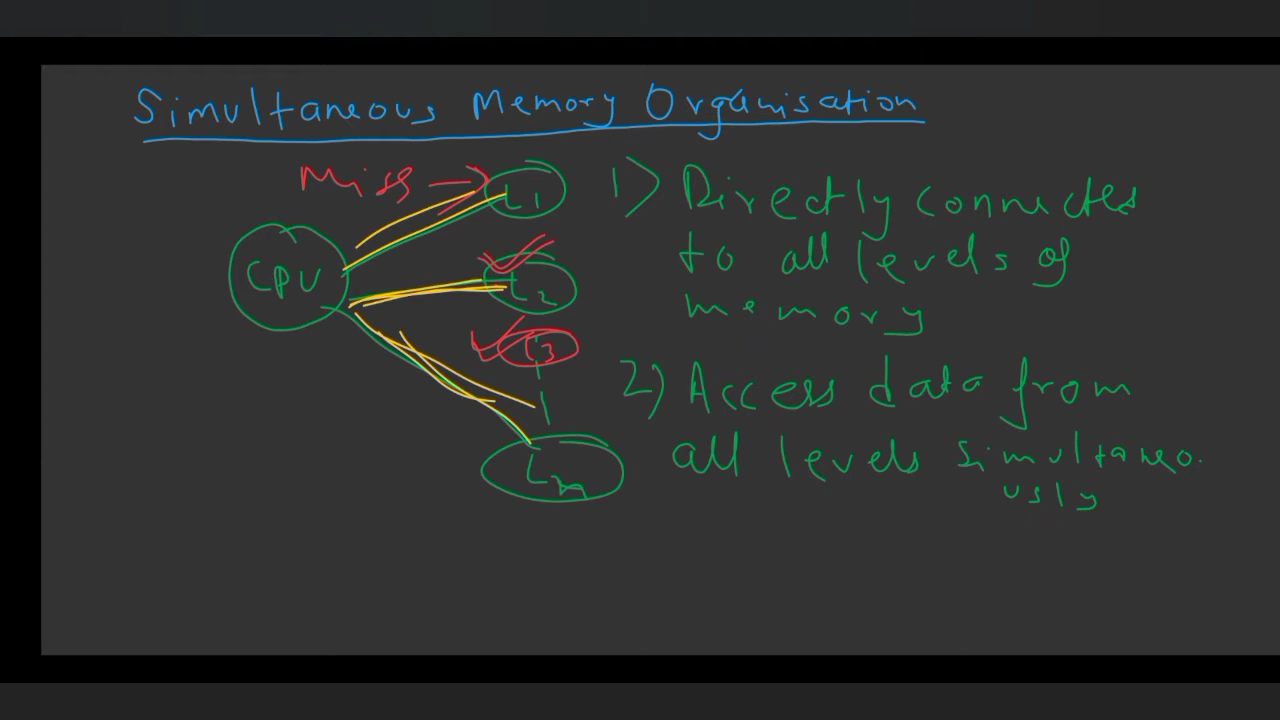 Simultaneous Memory Organisation
Miss → L1
CPU
L2
L3
Ln
1) Directly connected
to all levels of
memory
2) Access data from
all levels simultaneo
usly